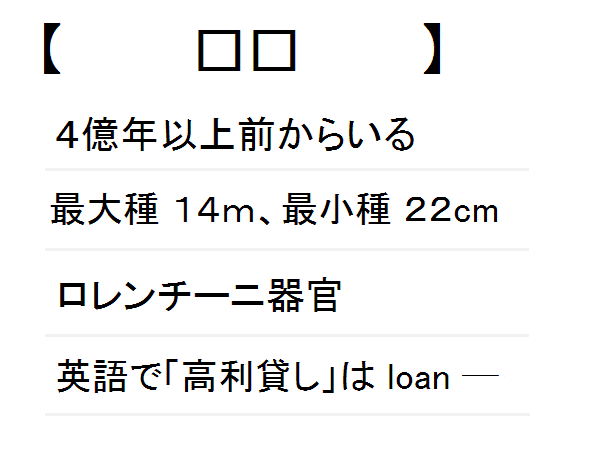 【　　　□□　　　】
４億年以上前からいる
最大種 １４ｍ、最小種 ２２cm
ロレンチーニ器官
英語で「高利貸し」は loan ―